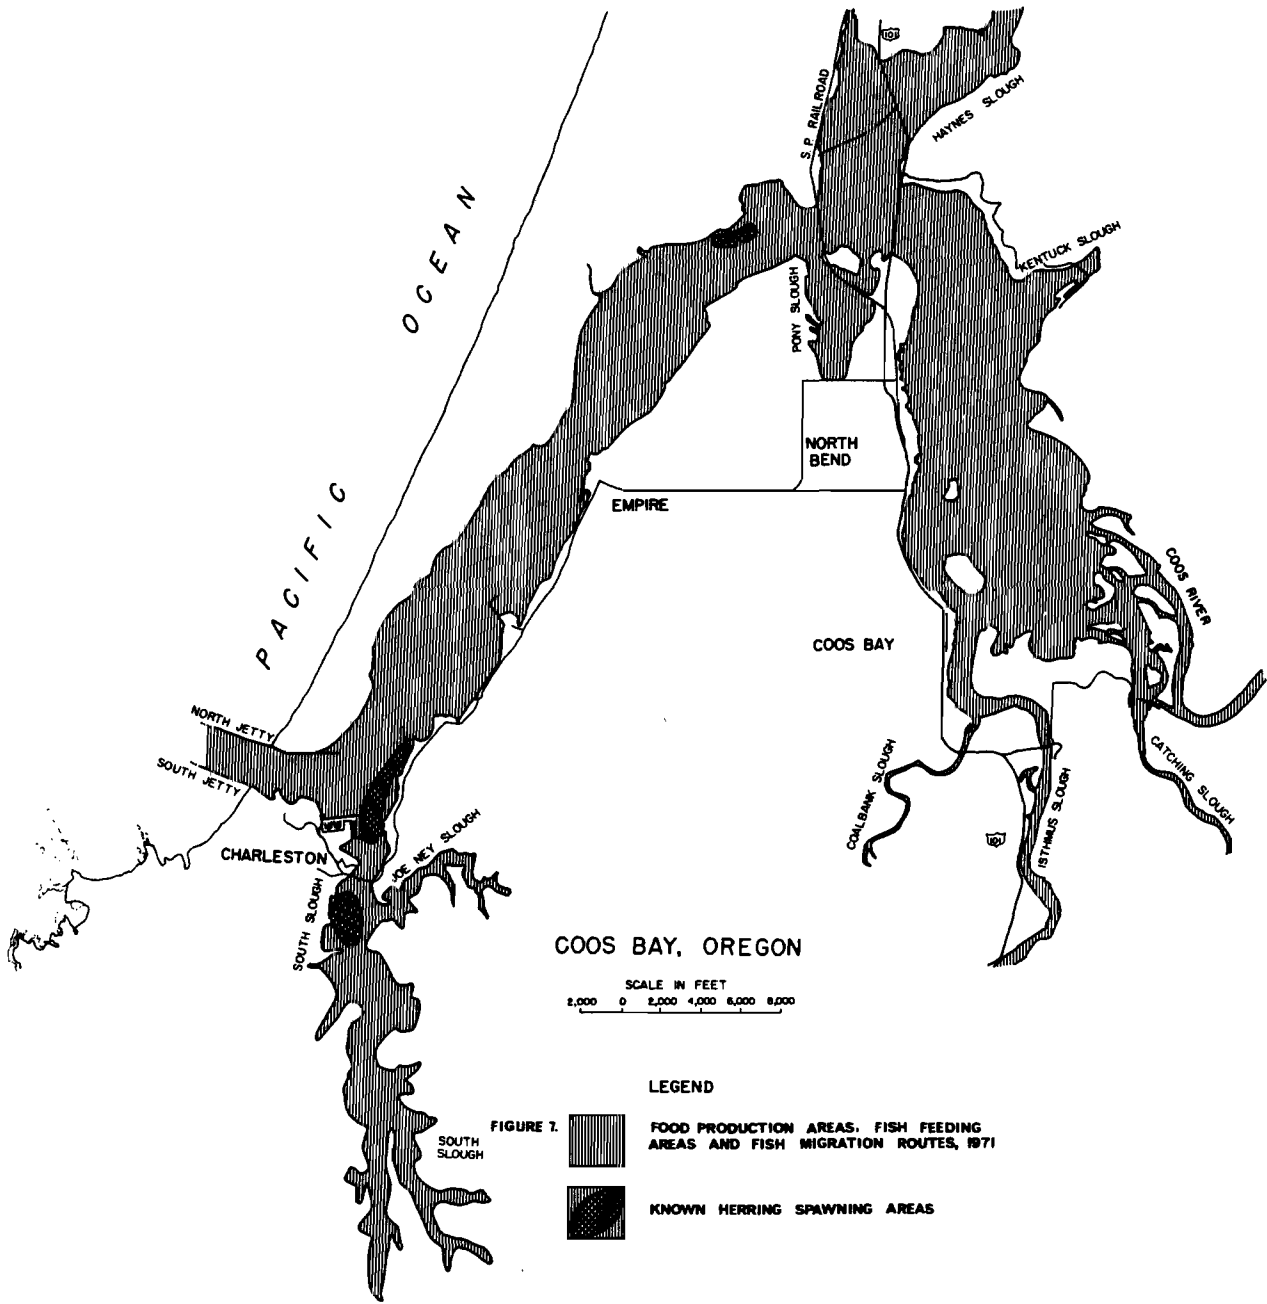 101
S. P. RAILROAD
HAYNES SLOUGH
PACIFIC OCEAN
KENTUCK SLOUGH
PONY SLOUGH
NORTH
BEND
EMPIRE
COOS RIVER
COOS BAY
NORTH JETTY
SOUTH JETTY
CATCHING SLOUGH
COALBANK SLOUGH
ISTHMUS SLOUGH
101
CHARLESTON
JOE NEY SLOUGH
SOUTH SLOUGH
COOS BAY, OREGON
SCALE IN FEET
2,000 0 2,000 4,000 6,000 8,000
LEGEND
FIGURE 7.
FOOD PRODUCTION AREAS, FISH FEEDING
AREAS AND FISH MIGRATION ROUTES, 1971
SOUTH
SLOUGH
KNOWN HERRING SPAWNING AREAS